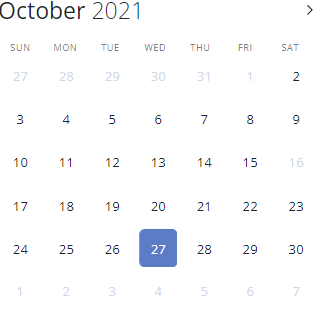 October 2021
SUN MON TUE WED THU FRI SAT
27 28 29 30 31 1 2
3 4 5 6 7 8 9
10 11 12 13 14 15 16
17 18 19 20 21 22 23
24 25 26 27 28 29 30
1 2 3 4 5 6 7